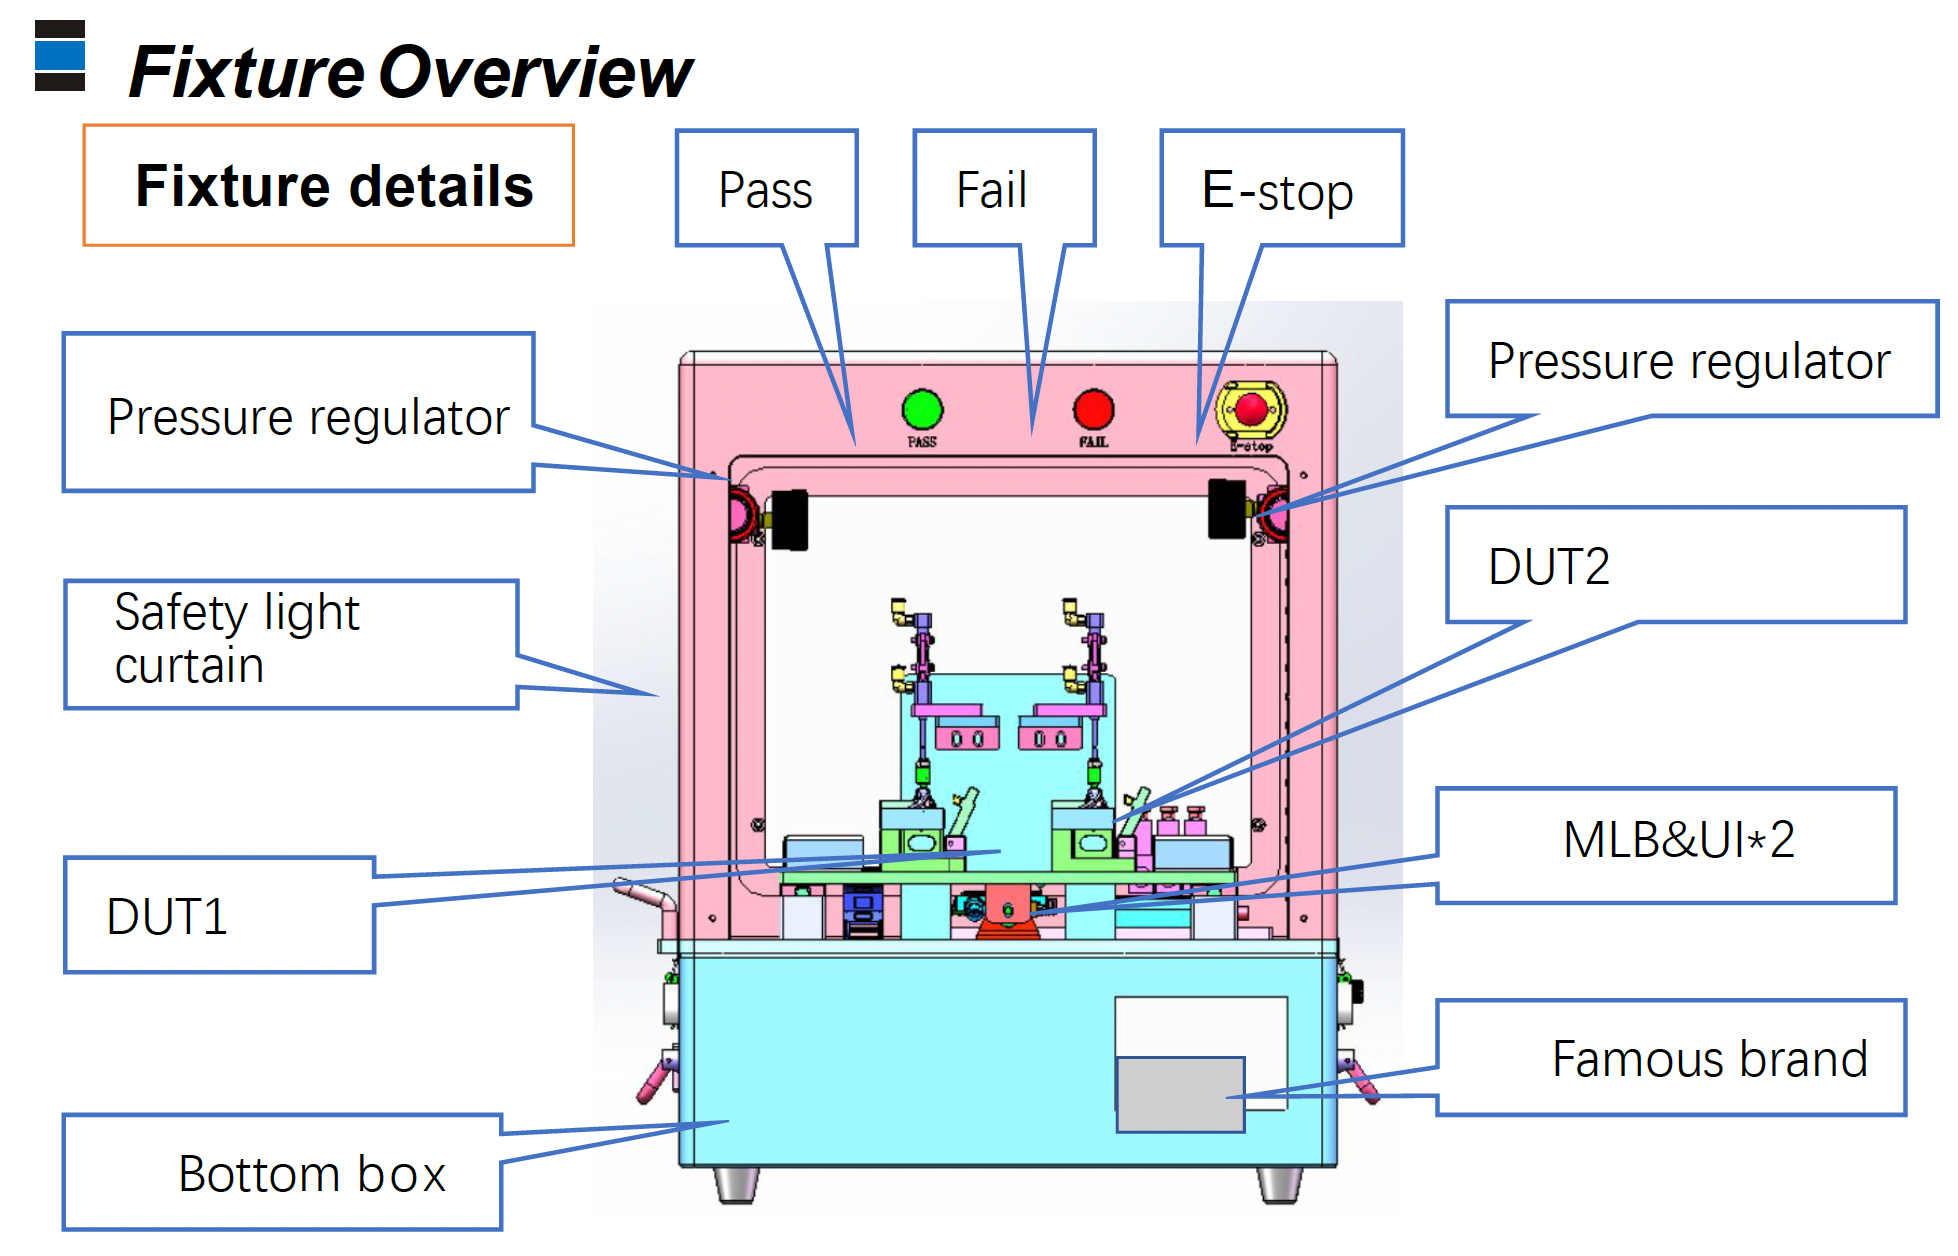 Fixture Overview
Fixture details
Pass
Fail
E-stop
Pressure regulator
Pressure regulator
PASS
FAIL
E-stop
Safety light
curtain
DUT2
MLB&UI*2
DUT1
Famous brand
Bottom box